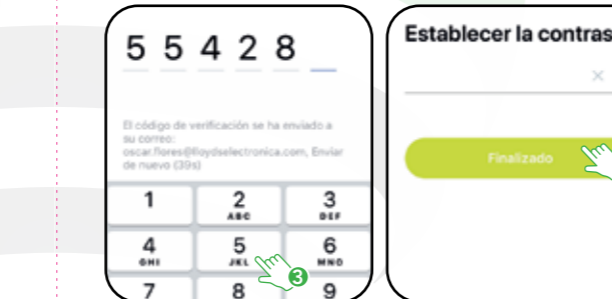 5 5 4 2 8
El código de verificación se ha enviado a
su correo:
oscar.flores@lloydselectronica.com, Enviar
de nuevo (39s)
1 2 3
ABC DEF
4 5 6
GHI JKL MNO
3
7 8 9
Establecer la contras
Finalizado